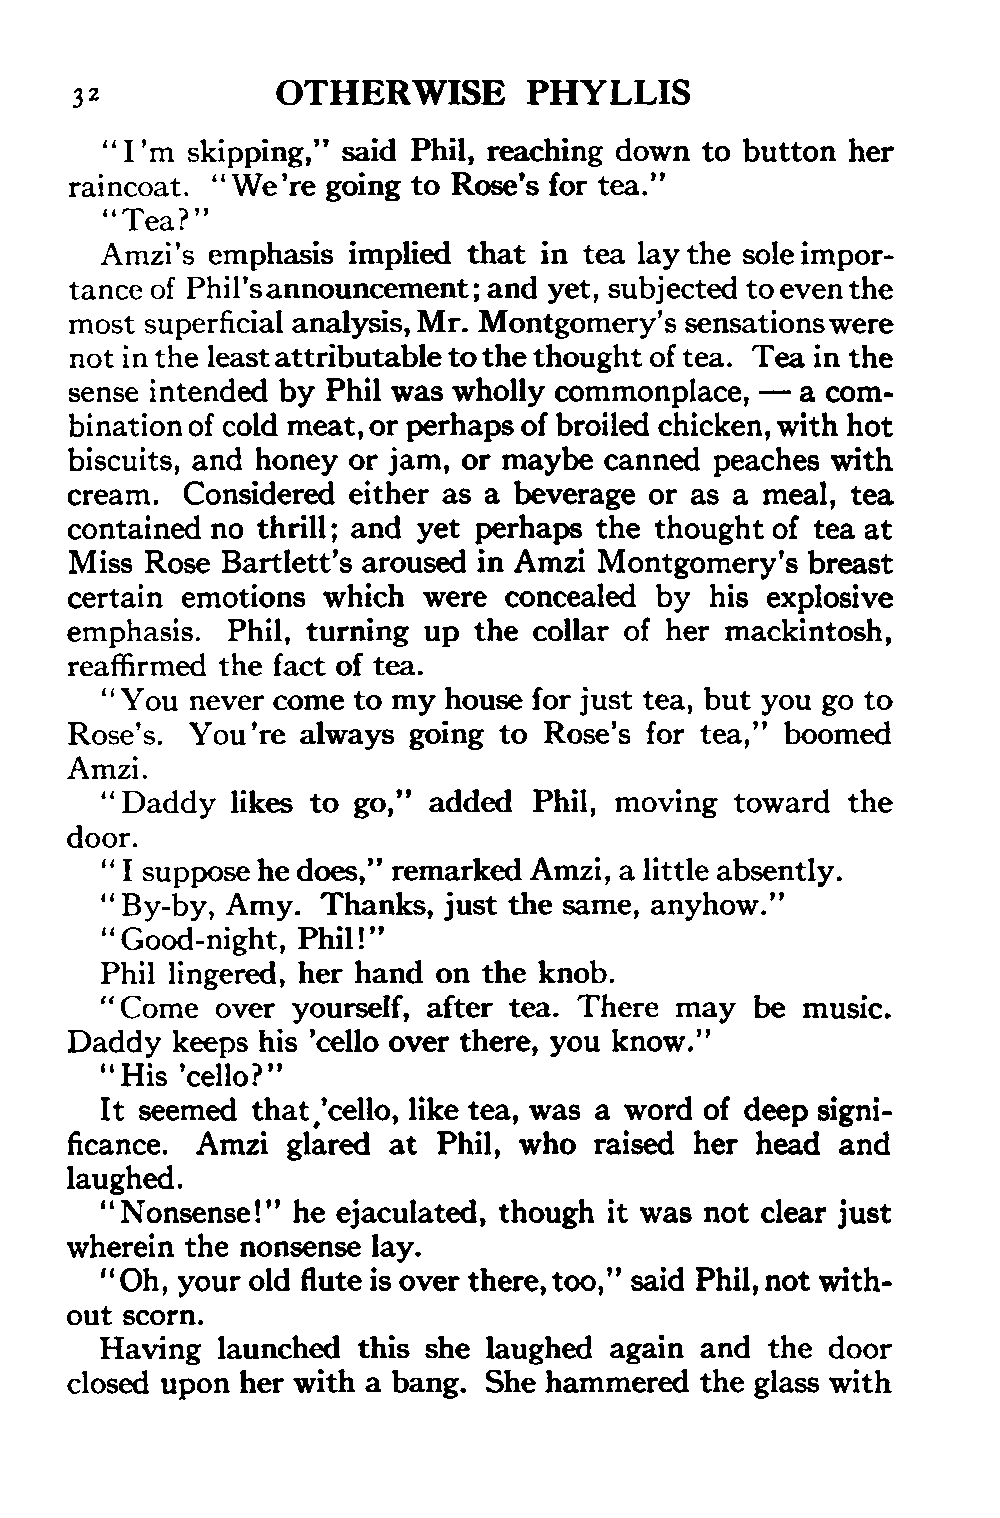 32 OTHERWISE PHYLLIS
"I'm skipping," said Phil, reaching down to button her
raincoat. "We're going to Rose's for tea."
"Tea?"
Amzi's emphasis implied that in tea lay the sole impor-
tance of Phil's announcement; and yet, subjected to even the
most superficial analysis, Mr. Montgomery's sensations were
not in the least attributable to the thought of tea. Tea in the
sense intended by Phil was wholly commonplace, — a com-
bination of cold meat, or perhaps of broiled chicken, with hot
biscuits, and honey or jam, or maybe canned peaches with
cream. Considered either as a beverage or as a meal, tea
contained no thrill; and yet perhaps the thought of tea at
Miss Rose Bartlett's aroused in Amzi Montgomery's breast
certain emotions which were concealed by his explosive
emphasis. Phil, turning up the collar of her mackintosh,
reaffirmed the fact of tea.
"You never come to my house for just tea, but you go to
Rose's. You're always going to Rose's for tea," boomed
Amzi.
"Daddy likes to go," added Phil, moving toward the
door.
"I suppose he does," remarked Amzi, a little absently.
"By-by, Amy. Thanks, just the same, anyhow."
"Good-night, Phil!"
Phil lingered, her hand on the knob.
"Come over yourself, after tea. There may be music.
Daddy keeps his 'cello over there, you know."
"His 'cello?"
It seemed that 'cello, like tea, was a word of deep signi-
ficance. Amzi glared at Phil, who raised her head and
laughed.
"Nonsense!" he ejaculated, though it was not clear just
wherein the nonsense lay.
"Oh, your old flute is over there, too," said Phil, not with-
out scorn.
Having launched this she laughed again and the door
closed upon her with a bang. She hammered the glass with